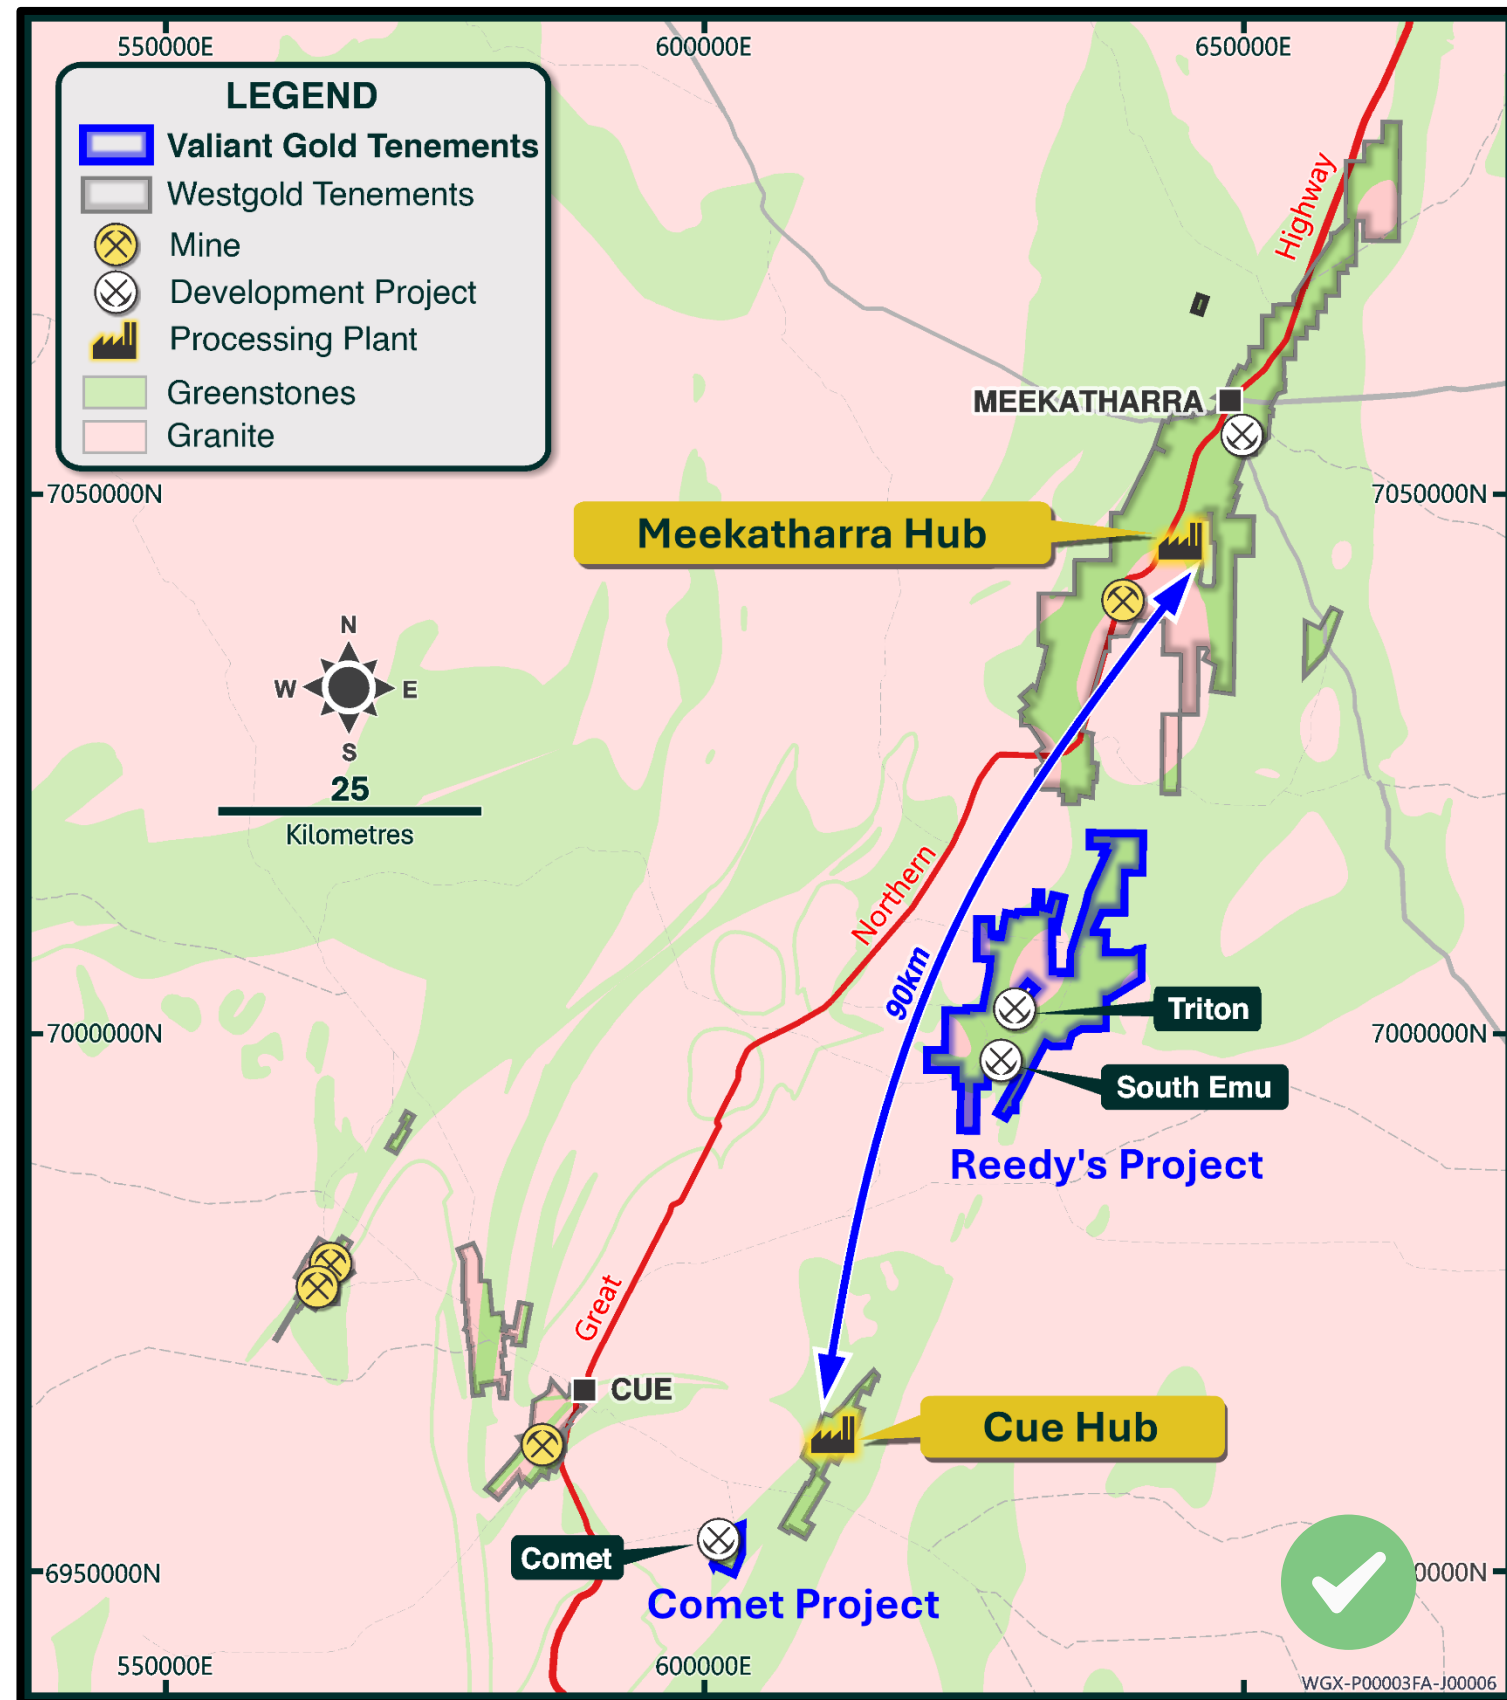 550000E
600000E
650000E
LEGEND
Valiant Gold Tenements
Westgold Tenements
Mine
Development Project
Processing Plant
Greenstones
Granite
Highway
MEEKATHARRA
7050000N
7050000N
Meekatharra Hub
N
W
E
S
25
Kilometres
Northern
90km
Triton
7000000N
7000000N
South Emu
Reedy's Project
Great
CUE
Cue Hub
Comet
6950000N
0000N
Comet Project
550000E
600000E
WGX-P00003FA-J00006